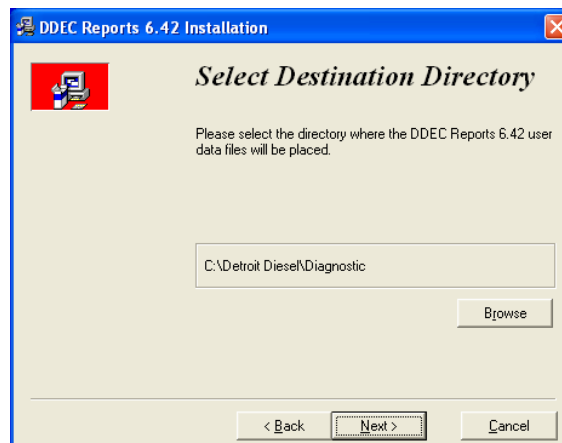 DDEC Reports 6.42 Installation
Select Destination Directory
Please select the directory where the DDEC Reports 6.42 user
data files will be placed.
C:\Detroit Diesel\Diagnostic
Browse
< Back
Next >
Cancel